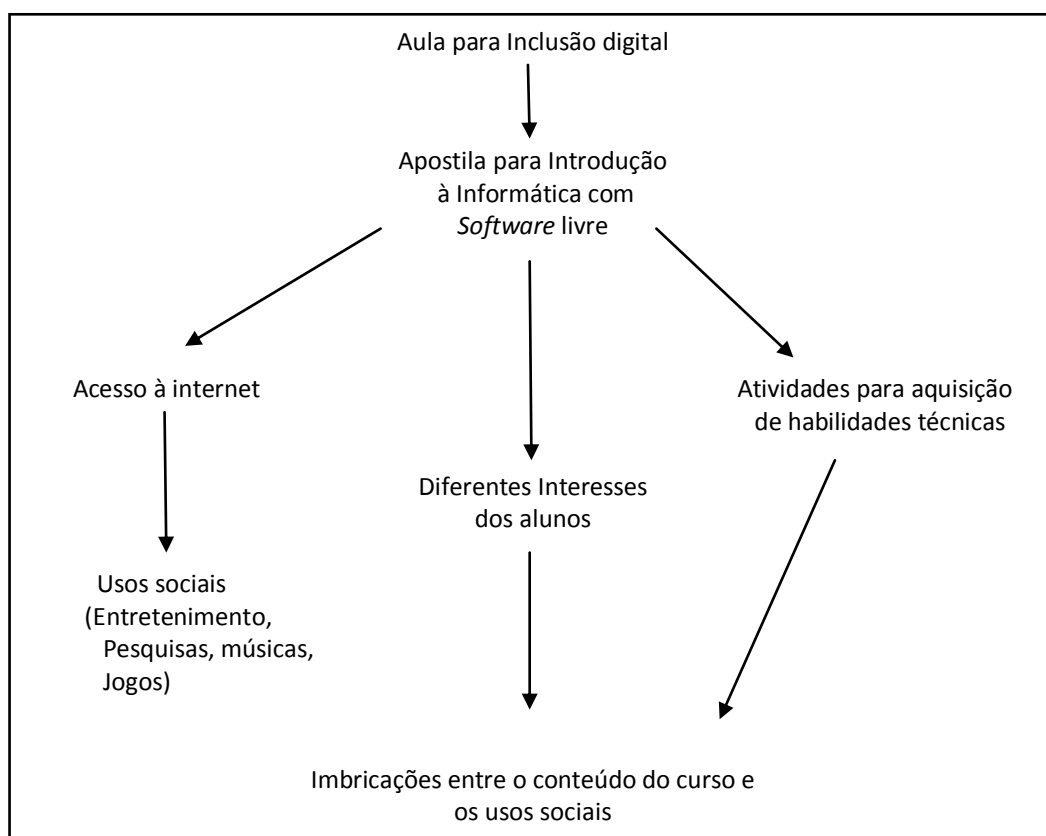 Aula para Inclusão digital
Apostila para Introdução
à Informática com
Software livre
Acesso à internet
Atividades para aquisição
de habilidades técnicas
Diferentes Interesses
dos alunos
Usos sociais
(Entretenimento,
Pesquisas, músicas,
Jogos)
Imbricações entre o conteúdo do curso e
os usos sociais